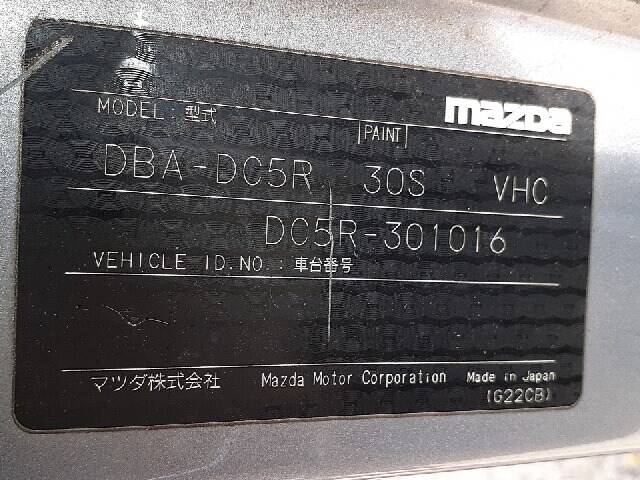 mazda
MODEL : 型式 PAINT
DBA-DC5R 30S VHC
DC5R-301016
VEHICLE ID.NO. : 車台番号
マツダ株式会社 Mazda Motor Corporation Made in Japan
(G22CB)